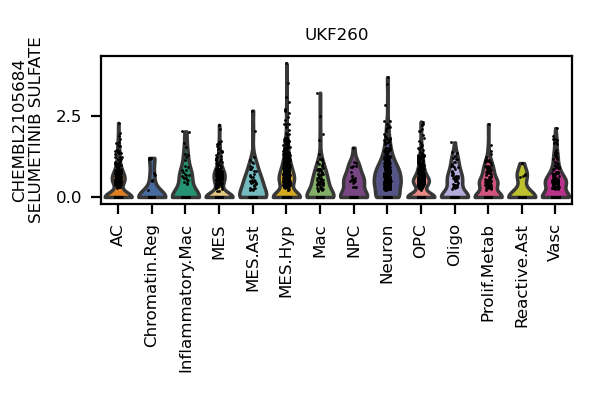 UKF260
CHEMBL2105684
SELUMETINIB SULFATE
2.5
0.0
AC
Chromatin.Reg
Inflammatory.Mac
MES
MES.Ast
MES.Hyp
Mac
NPC
Neuron
OPC
Oligo
Prolif.Metab
Reactive.Ast
Vasc